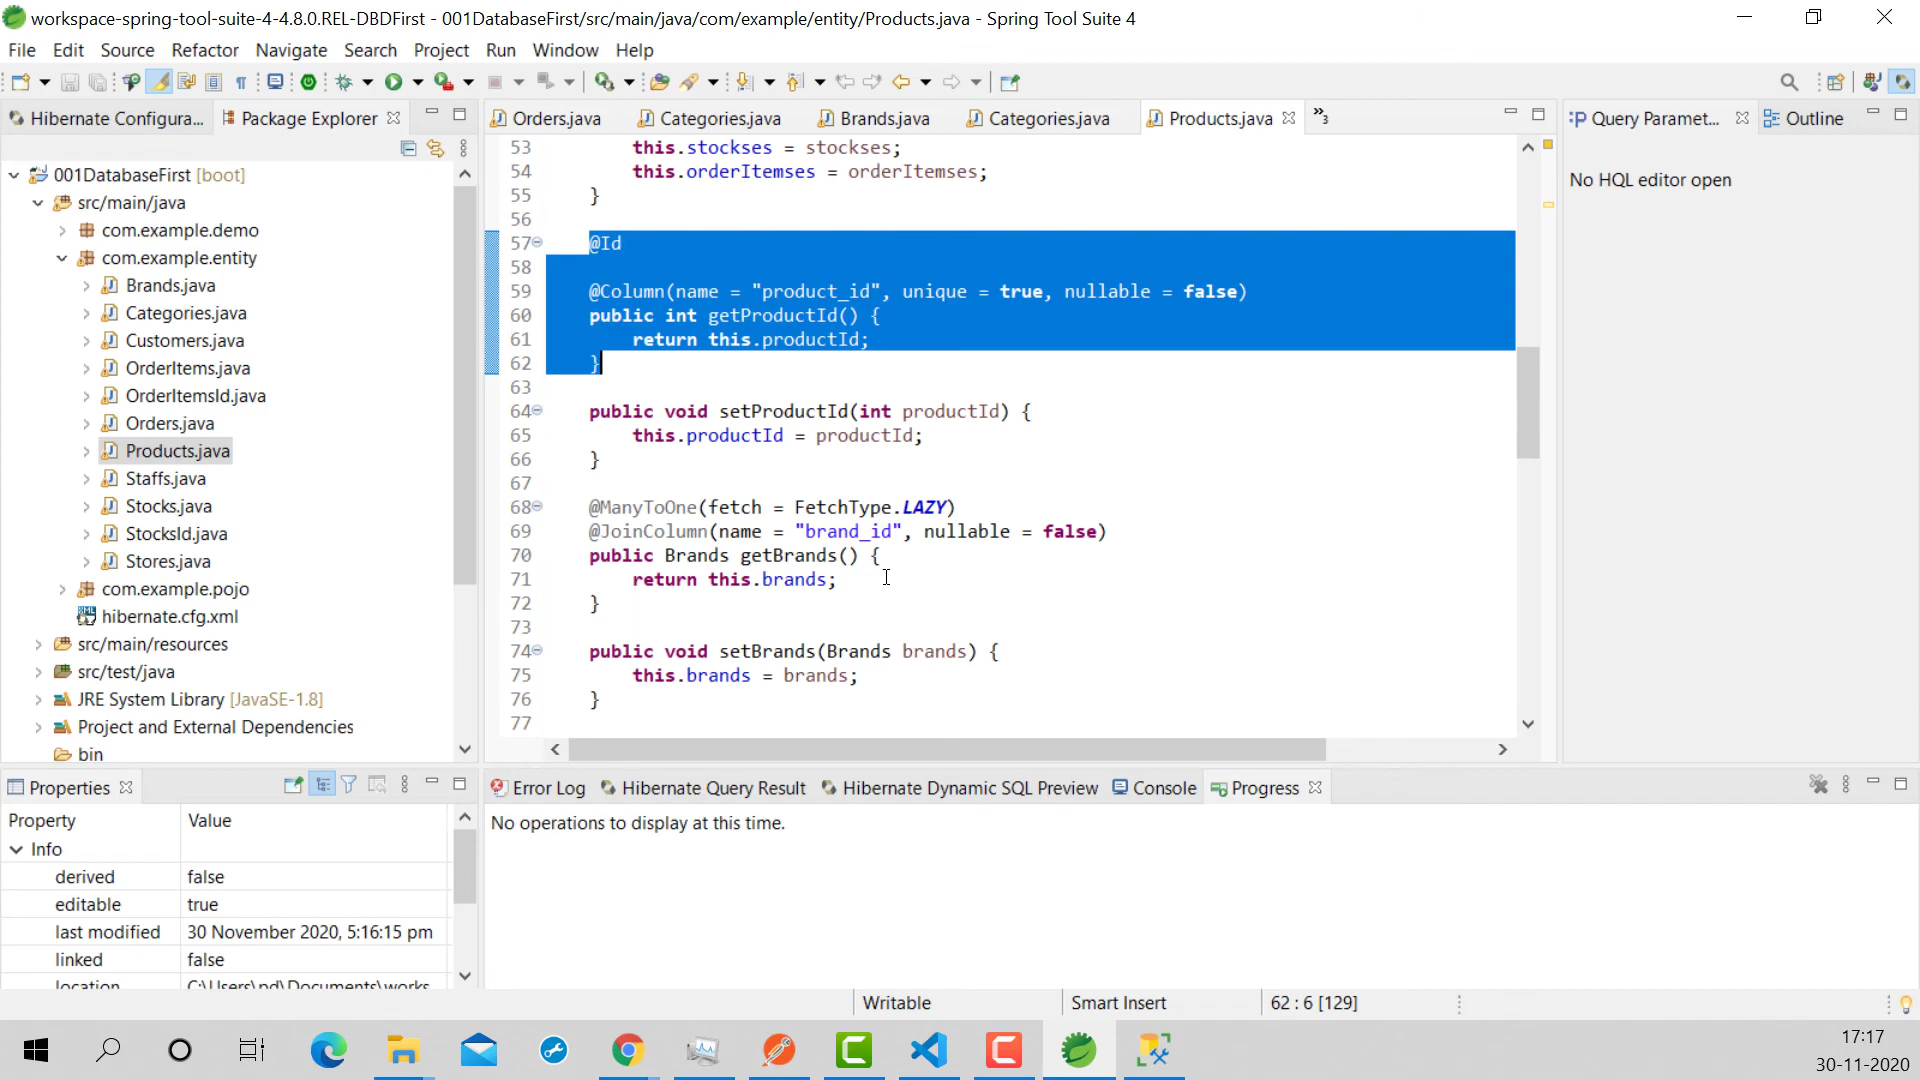 workspace-spring-tool-suite-4-4.8.0.REL-DBDFirst - 001DatabaseFirst/src/main/java/com/example/entity/Products.java - Spring Tool Suite 4
File Edit Source Refactor Navigate Search Project Run Window Help
Hibernate Configura...
Package Explorer
Orders.java
Categories.java
Brands.java
Categories.java
Products.java
»3
Query Paramet...
Outline
001DatabaseFirst [boot]
src/main/java
com.example.demo
com.example.entity
Brands.java
Categories.java
Customers.java
OrderItems.java
OrderItemsId.java
Orders.java
Products.java
Staffs.java
Stocks.java
StocksId.java
Stores.java
com.example.pojo
hibernate.cfg.xml
src/main/resources
src/test/java
JRE System Library [JavaSE-1.8]
Project and External Dependencies
bin
53 this.stockses = stockses;
54 this.orderItemses = orderItemses;
55 }
56
57 @Id
58
59 @Column(name = "product_id", unique = true, nullable = false)
60 public int getProductId() {
61 return this.productId;
62 }
63
64 public void setProductId(int productId) {
65 this.productId = productId;
66 }
67
68 @ManyToOne(fetch = FetchType.LAZY)
69 @JoinColumn(name = "brand_id", nullable = false)
70 public Brands getBrands() {
71 return this.brands;
72 }
73
74 public void setBrands(Brands brands) {
75 this.brands = brands;
76 }
77
No HQL editor open
Properties
Property Value
Info
derived false
editable true
last modified 30 November 2020, 5:16:15 pm
linked false
location C:\Users\pd\Documents\works
Error Log
Hibernate Query Result
Hibernate Dynamic SQL Preview
Console
Progress
No operations to display at this time.
Writable
Smart Insert
62 : 6 [129]
17:17
30-11-2020